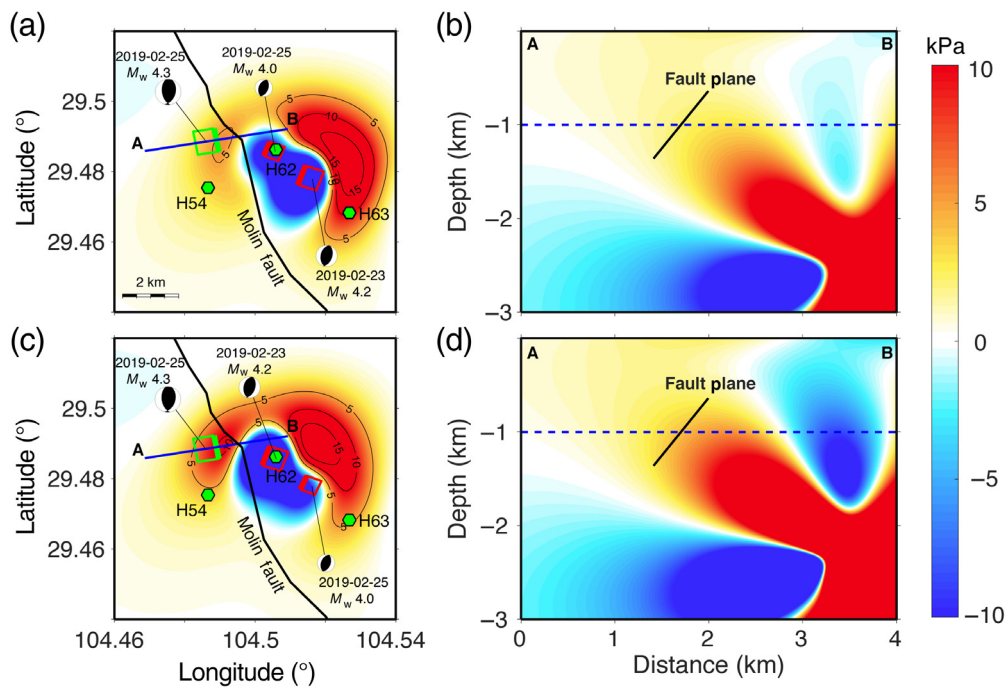 (a)
2019-02-25
Mw 4.3
2019-02-25
Mw 4.0
A
B
5
5
10
15
15
10
5
H62
H54
H63
Molin fault
2019-02-23
Mw 4.2
2 km
29.5
29.48
29.46
Latitude (°)
(b)
A
B
Fault plane
−1
−2
−3
Depth (km)
kPa
10
5
0
−5
−10
(c)
2019-02-25
Mw 4.3
2019-02-23
Mw 4.2
A
B
5
5
5
15
10
5
H62
H54
H63
Molin fault
2019-02-25
Mw 4.0
29.5
29.48
29.46
Latitude (°)
104.46
104.5
104.54
Longitude (°)
(d)
A
B
Fault plane
−1
−2
−3
Depth (km)
0
1
2
3
4
Distance (km)